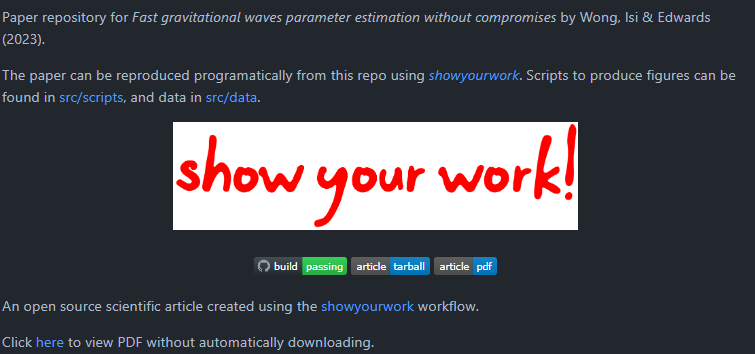 Paper repository for Fast gravitational waves parameter estimation without compromises by Wong, Isi & Edwards
(2023).
The paper can be reproduced programatically from this repo using showyourwork. Scripts to produce figures can be
found in src/scripts, and data in src/data.
show your work!
build passing article tarball article pdf
An open source scientific article created using the showyourwork workflow.
Click here to view PDF without automatically downloading.